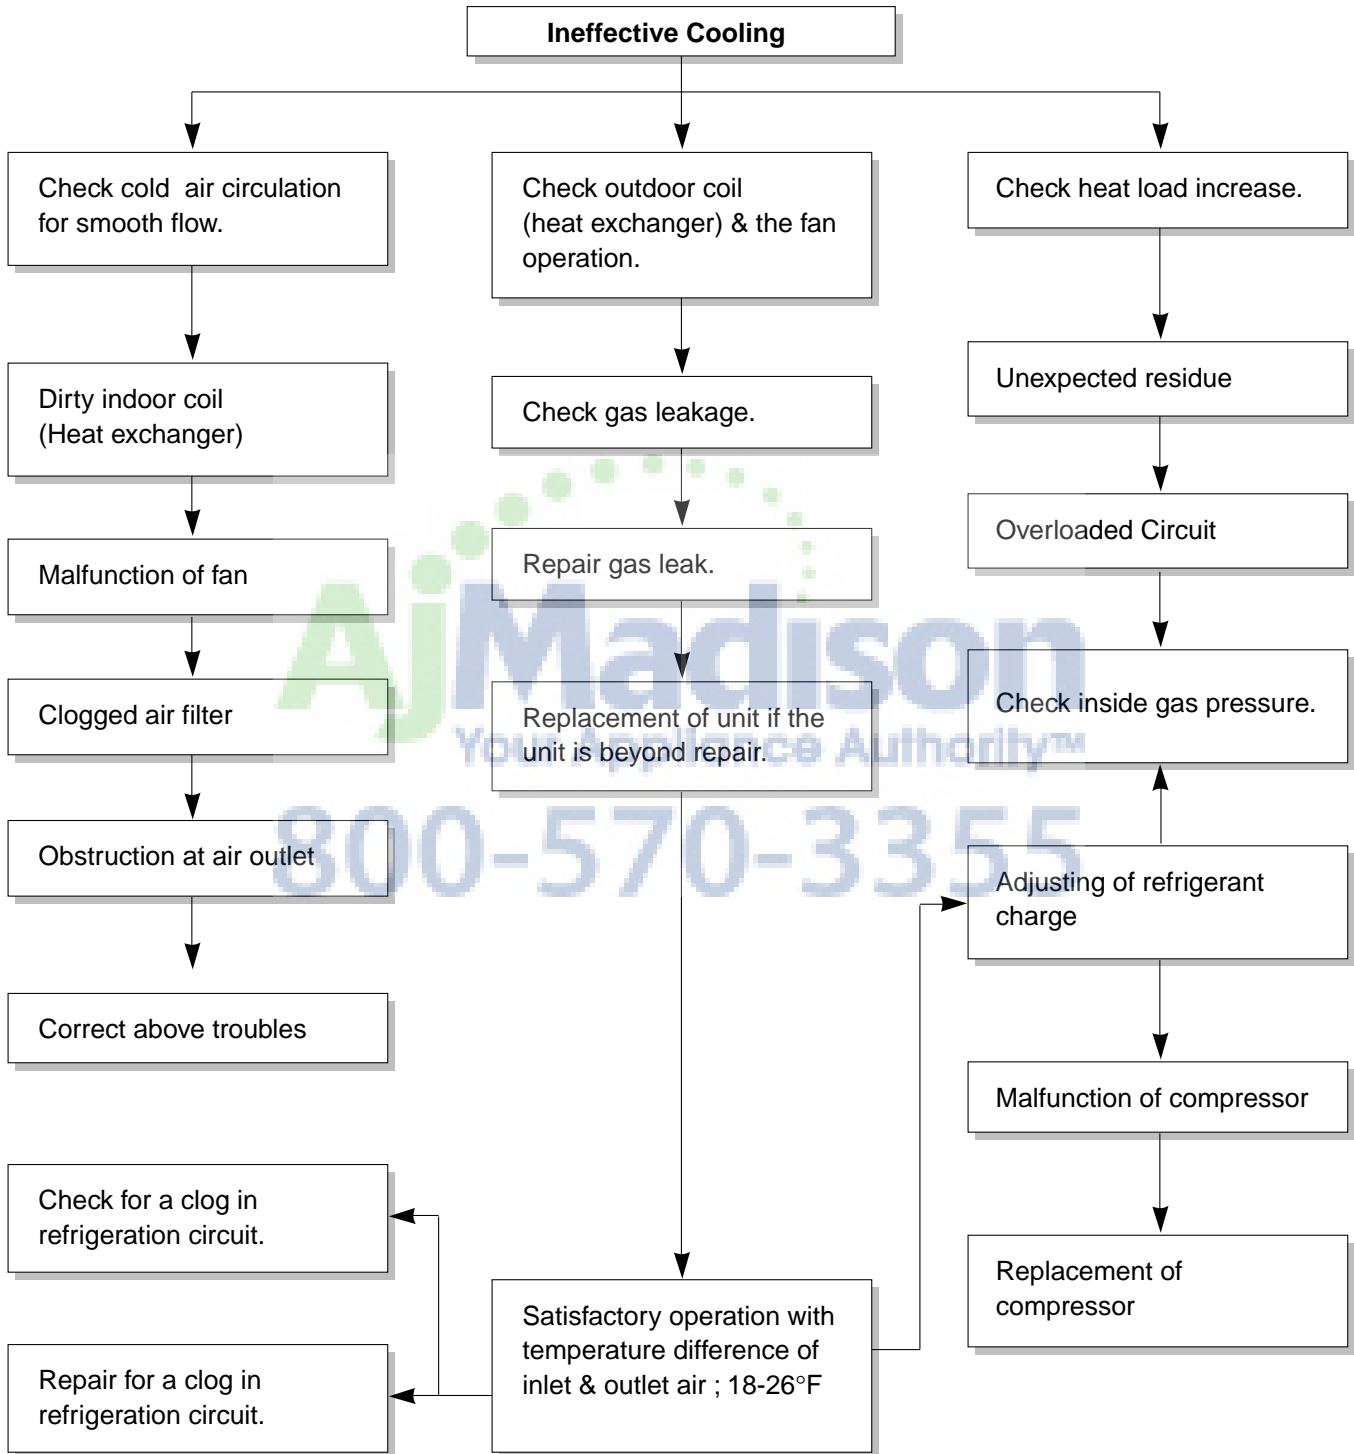 Ineffective Cooling
Check cold air circulation
for smooth flow.
Dirty indoor coil
(Heat exchanger)
Malfunction of fan
Clogged air filter
Obstruction at air outlet
Correct above troubles
Check for a clog in
refrigeration circuit.
Repair for a clog in
refrigeration circuit.
Check outdoor coil
(heat exchanger) & the fan
operation.
Check gas leakage.
Repair gas leak.
Replacement of unit if the
unit is beyond repair.
Satisfactory operation with
temperature difference of
inlet & outlet air ; 18-26°F
Check heat load increase.
Unexpected residue
Overloaded Circuit
Check inside gas pressure.
Adjusting of refrigerant
charge
Malfunction of compressor
Replacement of
compressor
AjMadison
Your Appliance Authority™
800-570-3355